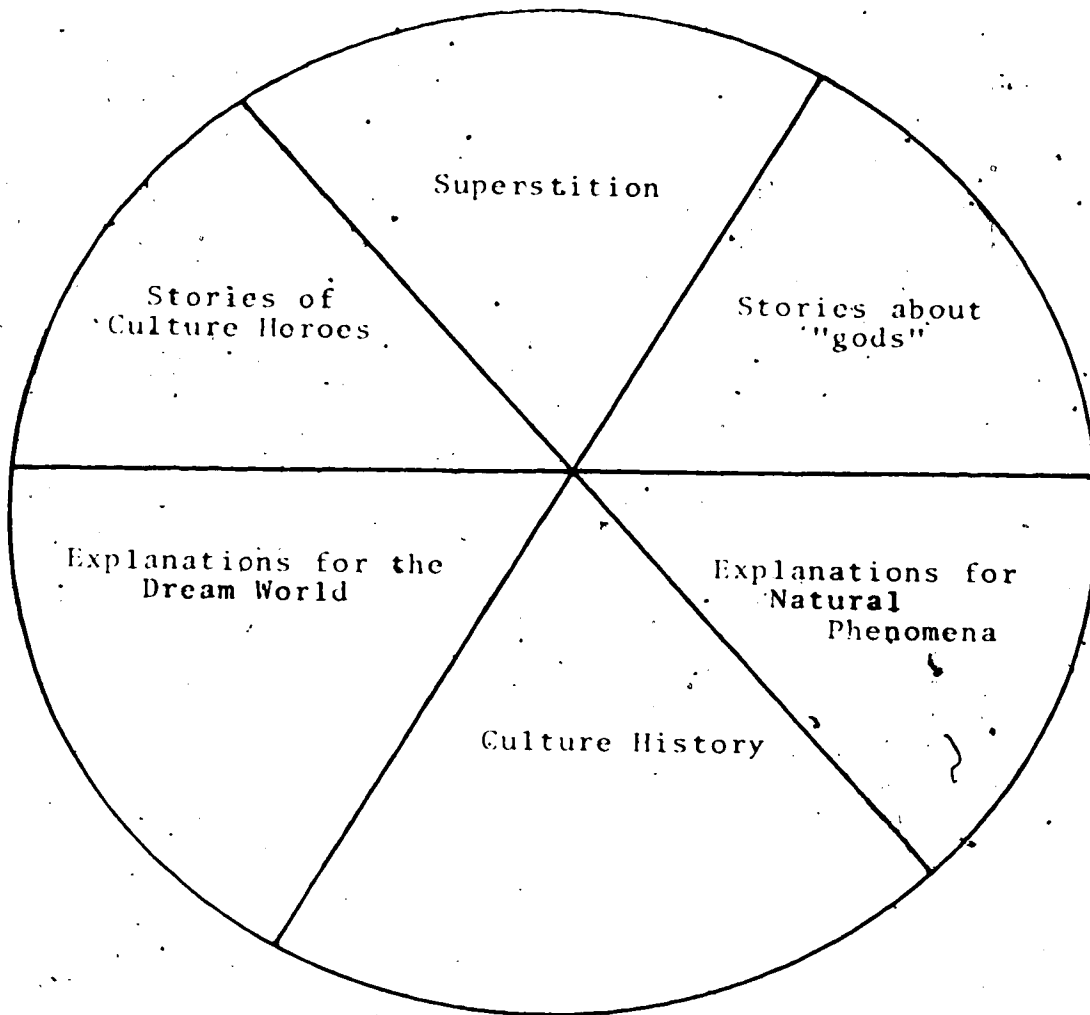 Superstition
Stories of
Culture Heroes
Stories about
"gods"
Explanations for the
Dream World
Explanations for
Natural
Phenomena
Culture History